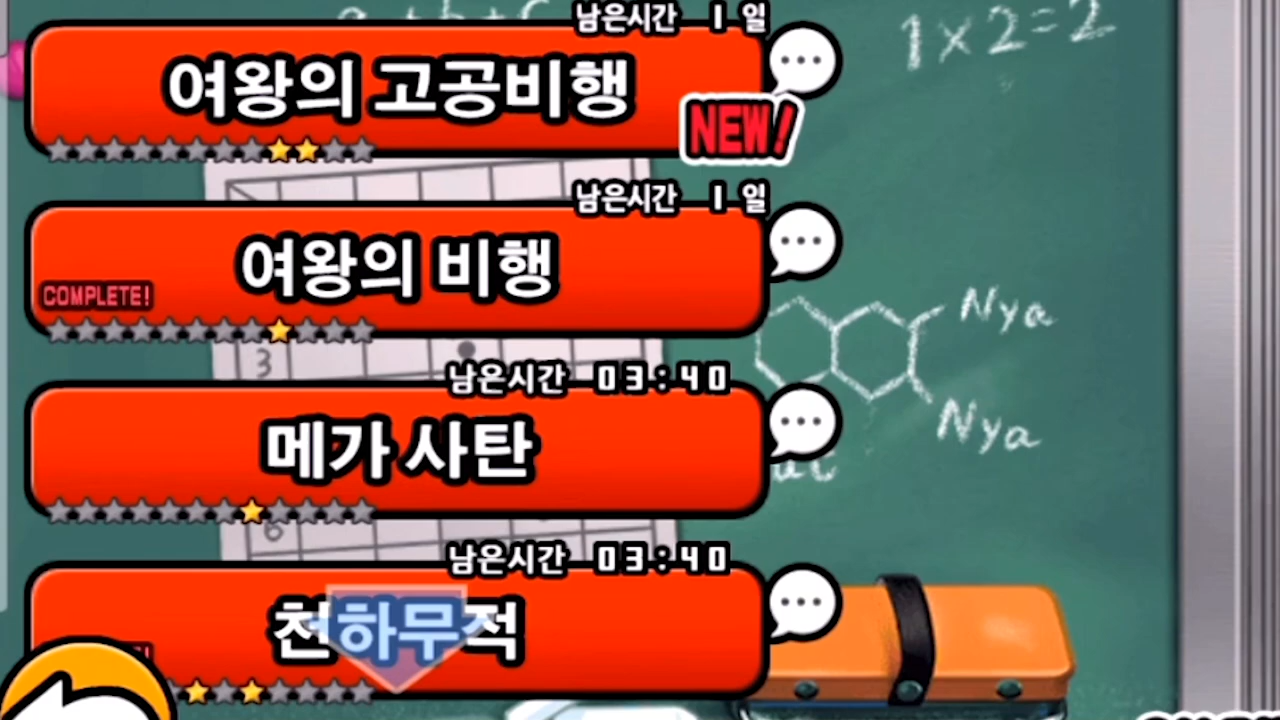 남은시간 1 일
1×2=2
여왕의 고공비행
NEW!
남은시간 1 일
여왕의 비행
COMPLETE!
3
Nya
남은시간 03:40
Nya
메가 사탄
6
남은시간 03:40
천하무적